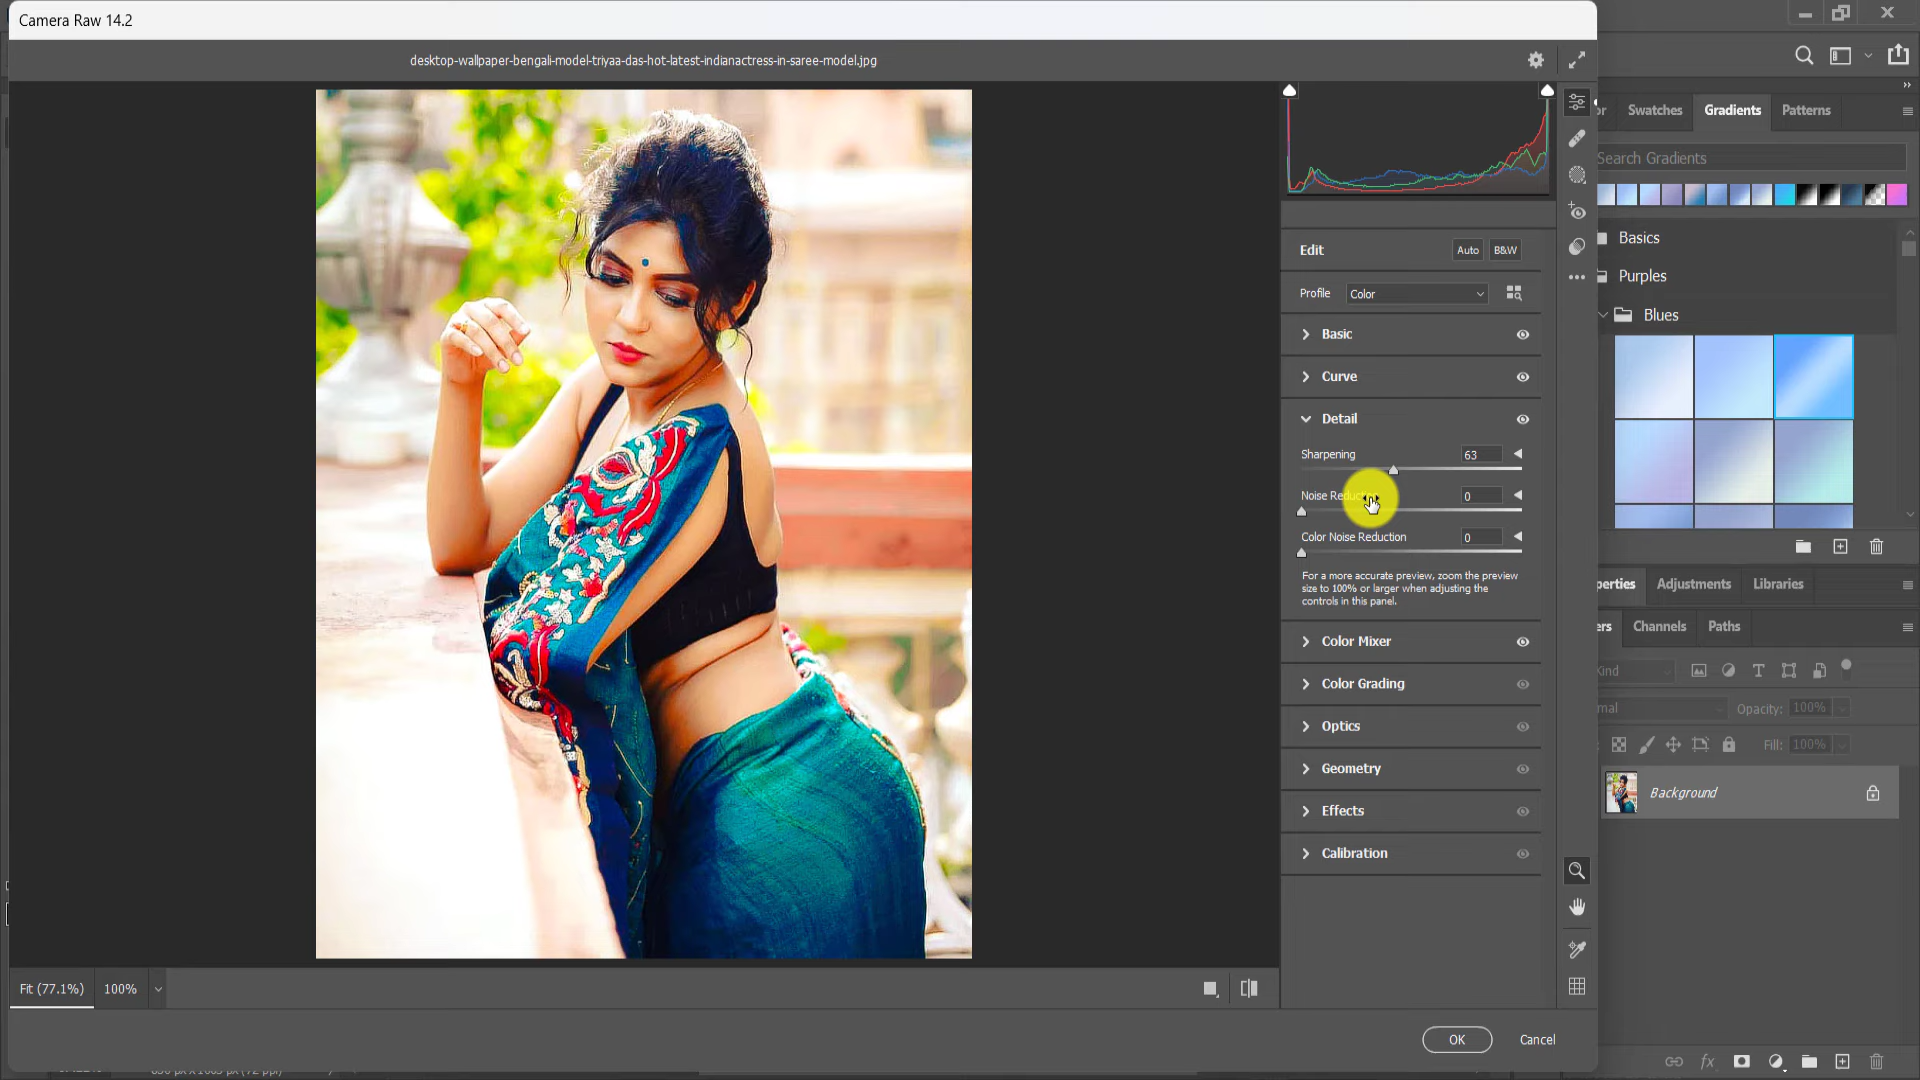 Camera Raw 14.2
desktop-wallpaper-bengali-model-triyaa-das-hot-latest-indianactress-in-saree-model.jpg
Swatches
Gradients
Patterns
Search Gradients
Basics
Purples
Blues
Edit
Auto
B&W
Profile
Color
Basic
Curve
Detail
Sharpening
63
Noise
0
Color Noise Reduction
0
For a more accurate preview, zoom the preview
size to 100% or larger when adjusting the
controls in this panel.
Color Mixer
Color Grading
Optics
Geometry
Effects
Calibration
Adjustments
Libraries
Channels
Paths
Opacity:
100%
Fill:
100%
Background
Fit (77.1%)
100%
OK
Cancel
fx